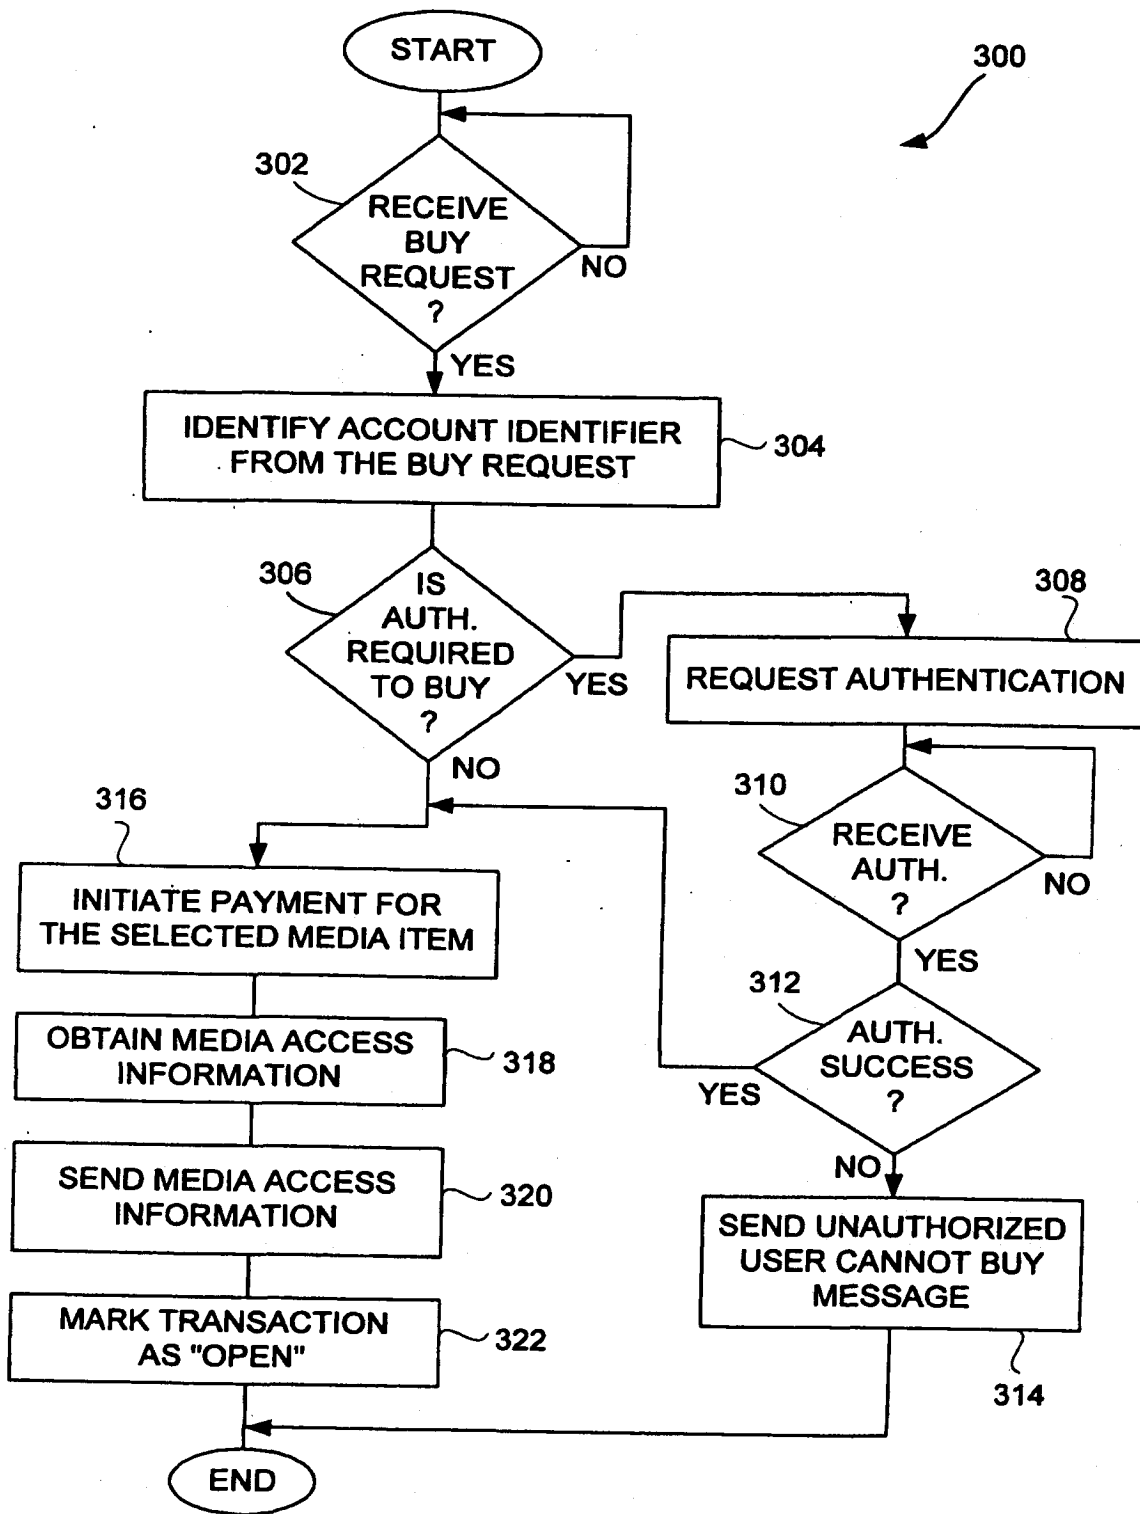 START
300
302
RECEIVE
BUY
REQUEST
?
NO
YES
IDENTIFY ACCOUNT IDENTIFIER
FROM THE BUY REQUEST
304
306
IS
AUTH.
REQUIRED
TO BUY
?
YES
NO
308
REQUEST AUTHENTICATION
310
RECEIVE
AUTH.
?
NO
YES
312
AUTH.
SUCCESS
?
YES
NO
SEND UNAUTHORIZED
USER CANNOT BUY
MESSAGE
314
316
INITIATE PAYMENT FOR
THE SELECTED MEDIA ITEM
OBTAIN MEDIA ACCESS
INFORMATION
318
SEND MEDIA ACCESS
INFORMATION
320
MARK TRANSACTION
AS "OPEN"
322
END